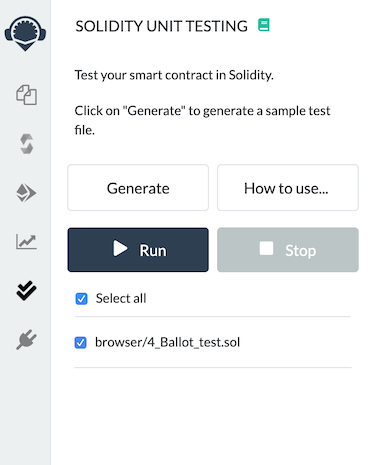 SOLIDITY UNIT TESTING
Test your smart contract in Solidity.
Click on "Generate" to generate a sample test
file.
Generate
How to use...
Run
Stop
Select all
browser/4_Ballot_test.sol